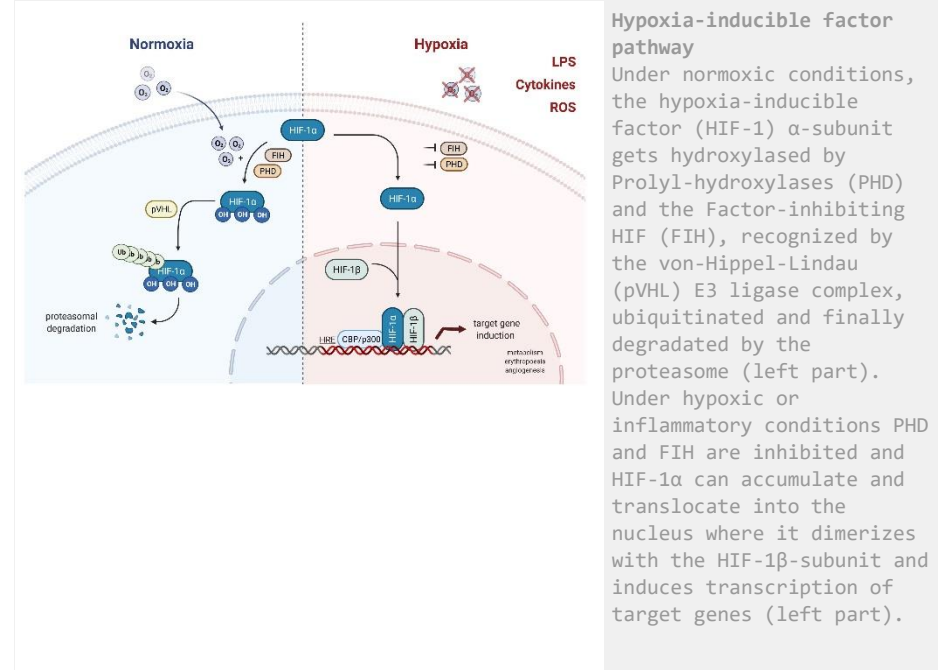 Normoxia
Hypoxia
LPS
Cytokines
ROS
O₂
O₂
O₂
O₂
O₂
O₂
+
HIF-1α
FIH
PHD
FIH
PHD
pVHL
HIF-1α
OH OH OH
HIF-1α
Ub
HIF-1α
OH OH OH
HIF-1β
proteasomal
degradation
HRE
CBP/p300
HIF-1α
HIF-1β
target gene
induction
metabolism
erythropoesis
angiogenesis
Hypoxia-inducible factor
pathway
Under normoxic conditions,
the hypoxia-inducible
factor (HIF-1) α-subunit
gets hydroxylased by
Prolyl-hydroxylases (PHD)
and the Factor-inhibiting
HIF (FIH), recognized by
the von-Hippel-Lindau
(pVHL) E3 ligase complex,
ubiquitinated and finally
degradated by the
proteasome (left part).
Under hypoxic or
inflammatory conditions PHD
and FIH are inhibited and
HIF-1α can accumulate and
translocate into the
nucleus where it dimerizes
with the HIF-1β-subunit and
induces transcription of
target genes (left part).